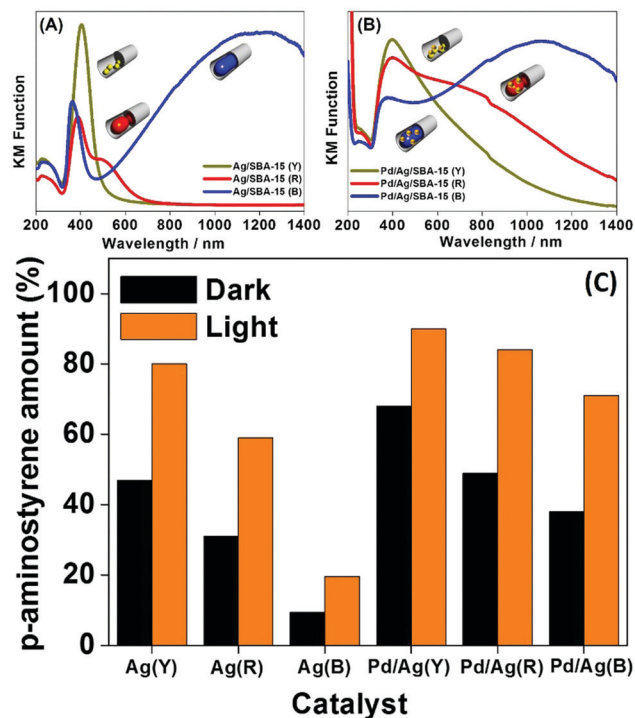 (A)
KM Function
Ag/SBA-15 (Y)
Ag/SBA-15 (R)
Ag/SBA-15 (B)
200 400 600 800 1000 1200 1400
Wavelength / nm
(B)
KM Function
Pd/Ag/SBA-15 (Y)
Pd/Ag/SBA-15 (R)
Pd/Ag/SBA-15 (B)
200 400 600 800 1000 1200 1400
Wavelength / nm
(C)
p-aminostyrene amount (%)
100
80
60
40
20
0
Dark
Light
Ag(Y) Ag(R) Ag(B) Pd/Ag(Y) Pd/Ag(R) Pd/Ag(B)
Catalyst